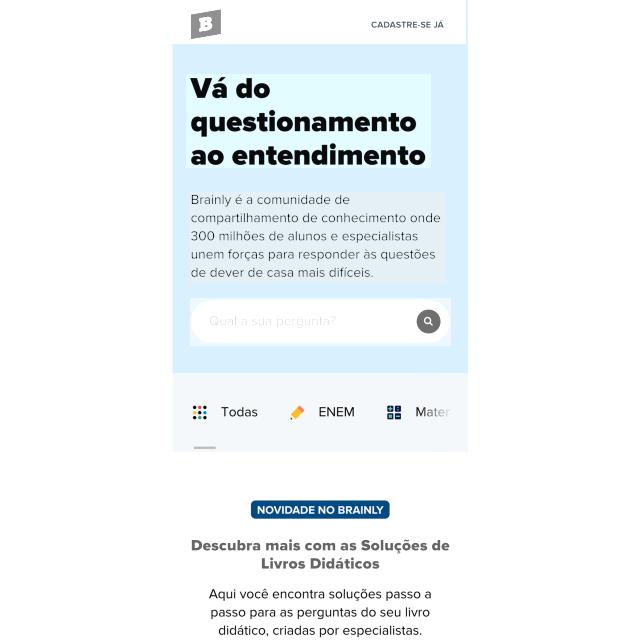 B
CADASTRE-SE JÁ
Vá do
questionamento
ao entendimento
Brainly é a comunidade de
compartilhamento de conhecimento onde
300 milhões de alunos e especialistas
unem forças para responder às questões
de dever de casa mais difíceis.
Qual a sua pergunta?
Todas ENEM Mater
NOVIDADE NO BRAINLY
Descubra mais com as Soluções de
Livros Didáticos
Aqui você encontra soluções passo a
passo para as perguntas do seu livro
didático, criadas por especialistas.